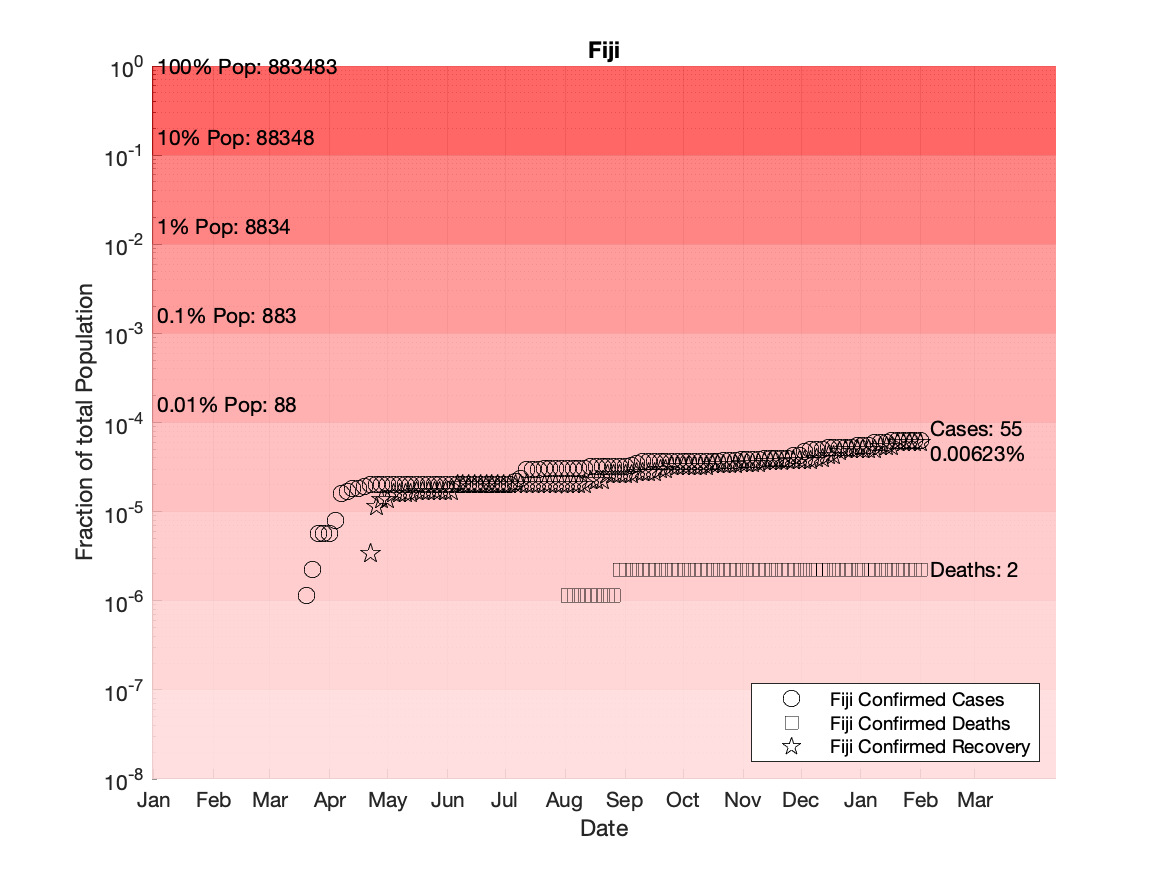 Fiji
10^0
100% Pop: 883483
10% Pop: 88348
10^-1
1% Pop: 8834
10^-2
0.1% Pop: 883
10^-3
0.01% Pop: 88
10^-4
Cases: 55
0.00623%
10^-5
Deaths: 2
10^-6
10^-7
10^-8
Fraction of total Population
Fiji Confirmed Cases
Fiji Confirmed Deaths
Fiji Confirmed Recovery
Jan Feb Mar Apr May Jun Jul Aug Sep Oct Nov Dec Jan Feb Mar
Date